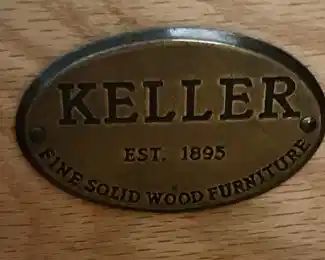 KELLER
EST. 1895
FINE SOLID WOOD FURNITURE